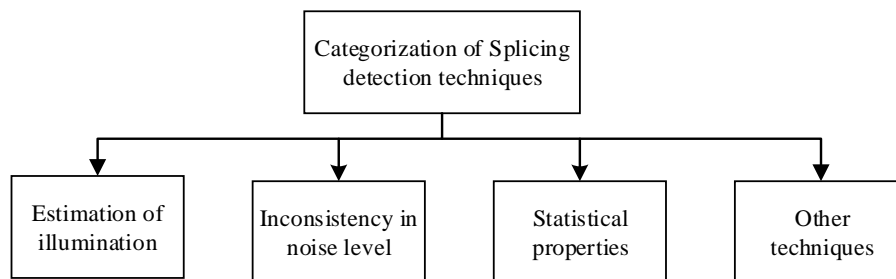 Categorization of Splicing
detection techniques
Estimation of
illumination
Inconsistency in
noise level
Statistical
properties
Other
techniques